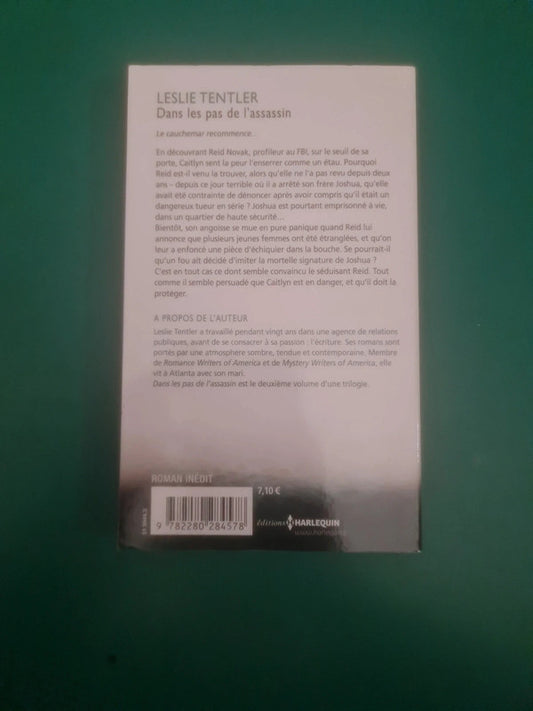 LESLIE TENTLER
Dans les pas de l'assassin
Le cauchemar recommence...
En découvrant Reid Novak, profileur au FBI, sur le seuil de sa
porte, Caitlyn sent la peur l'enserrer comme un étau. Pourquoi
Reid est-il venu la trouver, alors qu'elle ne l'a pas revu depuis deux
ans – depuis ce jour terrible où il a arrêté son frère Joshua, qu'elle
avait été contrainte de dénoncer après avoir compris qu'il était un
dangereux tueur en série ? Joshua est pourtant emprisonné à vie,
dans un quartier de haute sécurité...
Bientôt, son angoisse se mue en pure panique quand Reid lui
annonce que plusieurs jeunes femmes ont été étranglées, et qu'on
leur a enfoncé une pièce d'échiquier dans la bouche. Se pourrait-il
qu'un fou ait décidé d'imiter la mortelle signature de Joshua ?
C'est en tout cas ce dont semble convaincu le séduisant Reid. Tout
comme il semble persuadé que Caitlyn est en danger, et qu'il doit la
protéger.
A PROPOS DE L'AUTEUR
Leslie Tentler a travaillé pendant vingt ans dans une agence de relations
publiques, avant de se consacrer à sa passion : l'écriture. Ses romans sont
portés par une atmosphère sombre, tendue et contemporaine. Membre
de Romance Writers of America et de Mystery Writers of America, elle
vit à Atlanta avec son mari.
Dans les pas de l'assassin est le deuxième volume d'une trilogie.
ROMAN INÉDIT
7,10 €
9 782280 284578
éditions HARLEQUIN